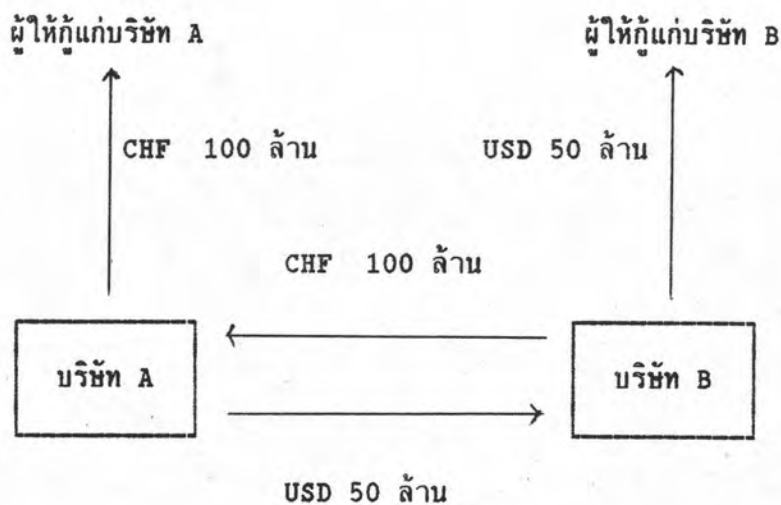 ผู้ให้กู้แก่บริษัท A
ผู้ให้กู้แก่บริษัท B
CHF 100 ล้าน
USD 50 ล้าน
CHF 100 ล้าน
บริษัท A
บริษัท B
USD 50 ล้าน